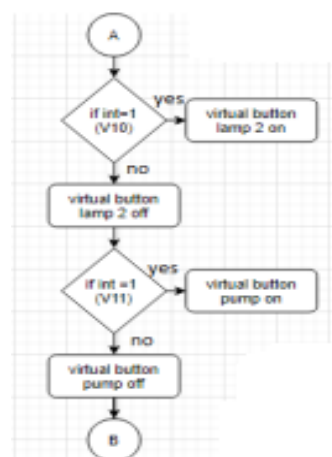 A
if int=1
(V10)
yes
virtual button
lamp 2 on
no
virtual button
lamp 2 off
if int =1
(V11)
yes
virtual button
pump on
no
virtual button
pump off
B